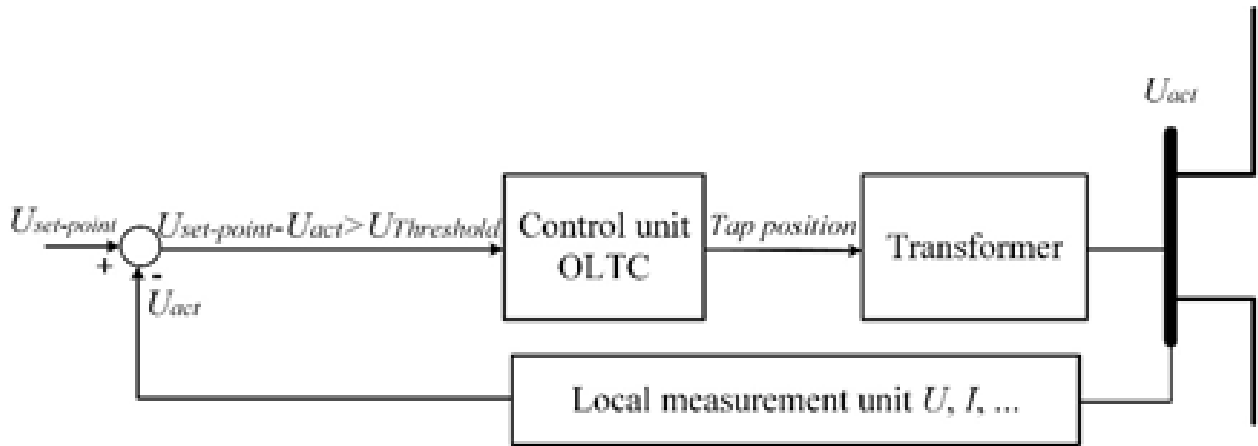 Uact
Uset-point
+
-
Uact
Uset-point-Uact>UThreshold
Control unit
OLTC
Tap position
Transformer
Local measurement unit U, I, ...